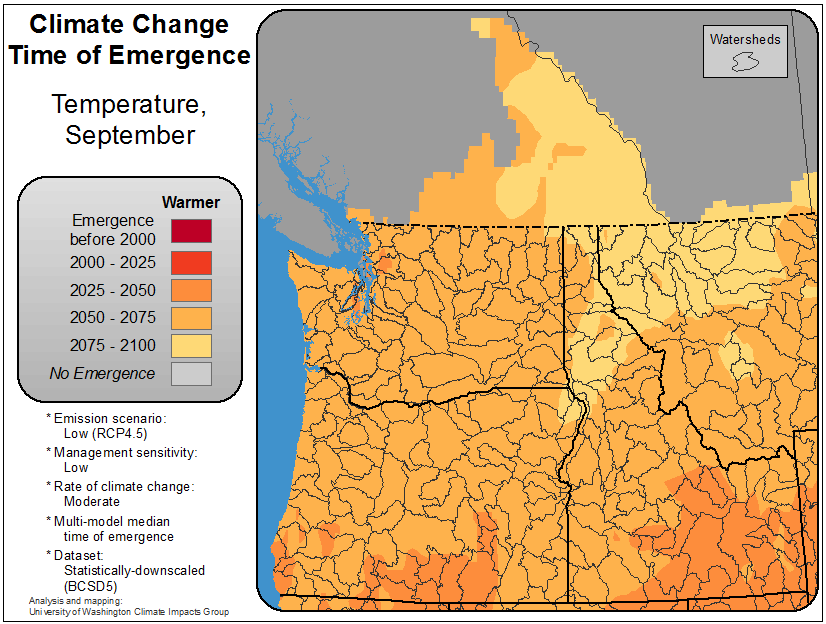 Climate Change
Time of Emergence
Temperature,
September
Warmer
Emergence
before 2000
2000 - 2025
2025 - 2050
2050 - 2075
2075 - 2100
No Emergence
* Emission scenario:
Low (RCP4.5)
* Management sensitivity:
Low
* Rate of climate change:
Moderate
* Multi-model median
time of emergence
* Dataset:
Statistically-downscaled
(BCSD5)
Analysis and mapping:
University of Washington Climate Impacts Group
Watersheds